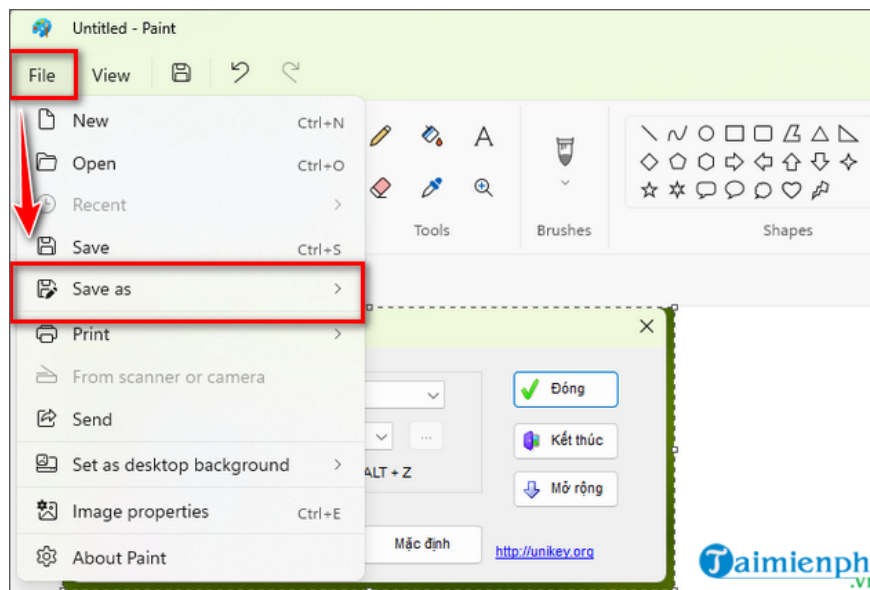 Untitled - Paint
File View
New Ctrl+N
Open Ctrl+O
Recent
Save Ctrl+S
Save as
Print
From scanner or camera
Send
Set as desktop background
Image properties Ctrl+E
About Paint
Tools
Brushes
Shapes
Đóng
... Kết thúc
ALT + Z
Mở rộng
Mặc định
http://unikey.org
Taimienph
.v